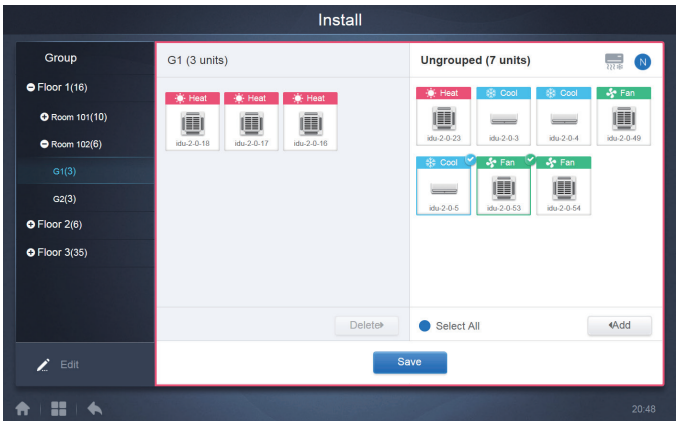 Install
Group
Floor 1(16)
Room 101(10)
Room 102(6)
G1(3)
G2(3)
Floor 2(6)
Floor 3(35)
Edit
G1 (3 units)
Heat Heat Heat
idu-2-0-18 idu-2-0-17 idu-2-0-16
Delete
Ungrouped (7 units) N
Heat Cool Cool Fan
idu-2-0-23 idu-2-0-3 idu-2-0-4 idu-2-0-49
Cool Fan Fan
idu-2-0-5 idu-2-0-53 idu-2-0-54
Select All Add
Save
20:48